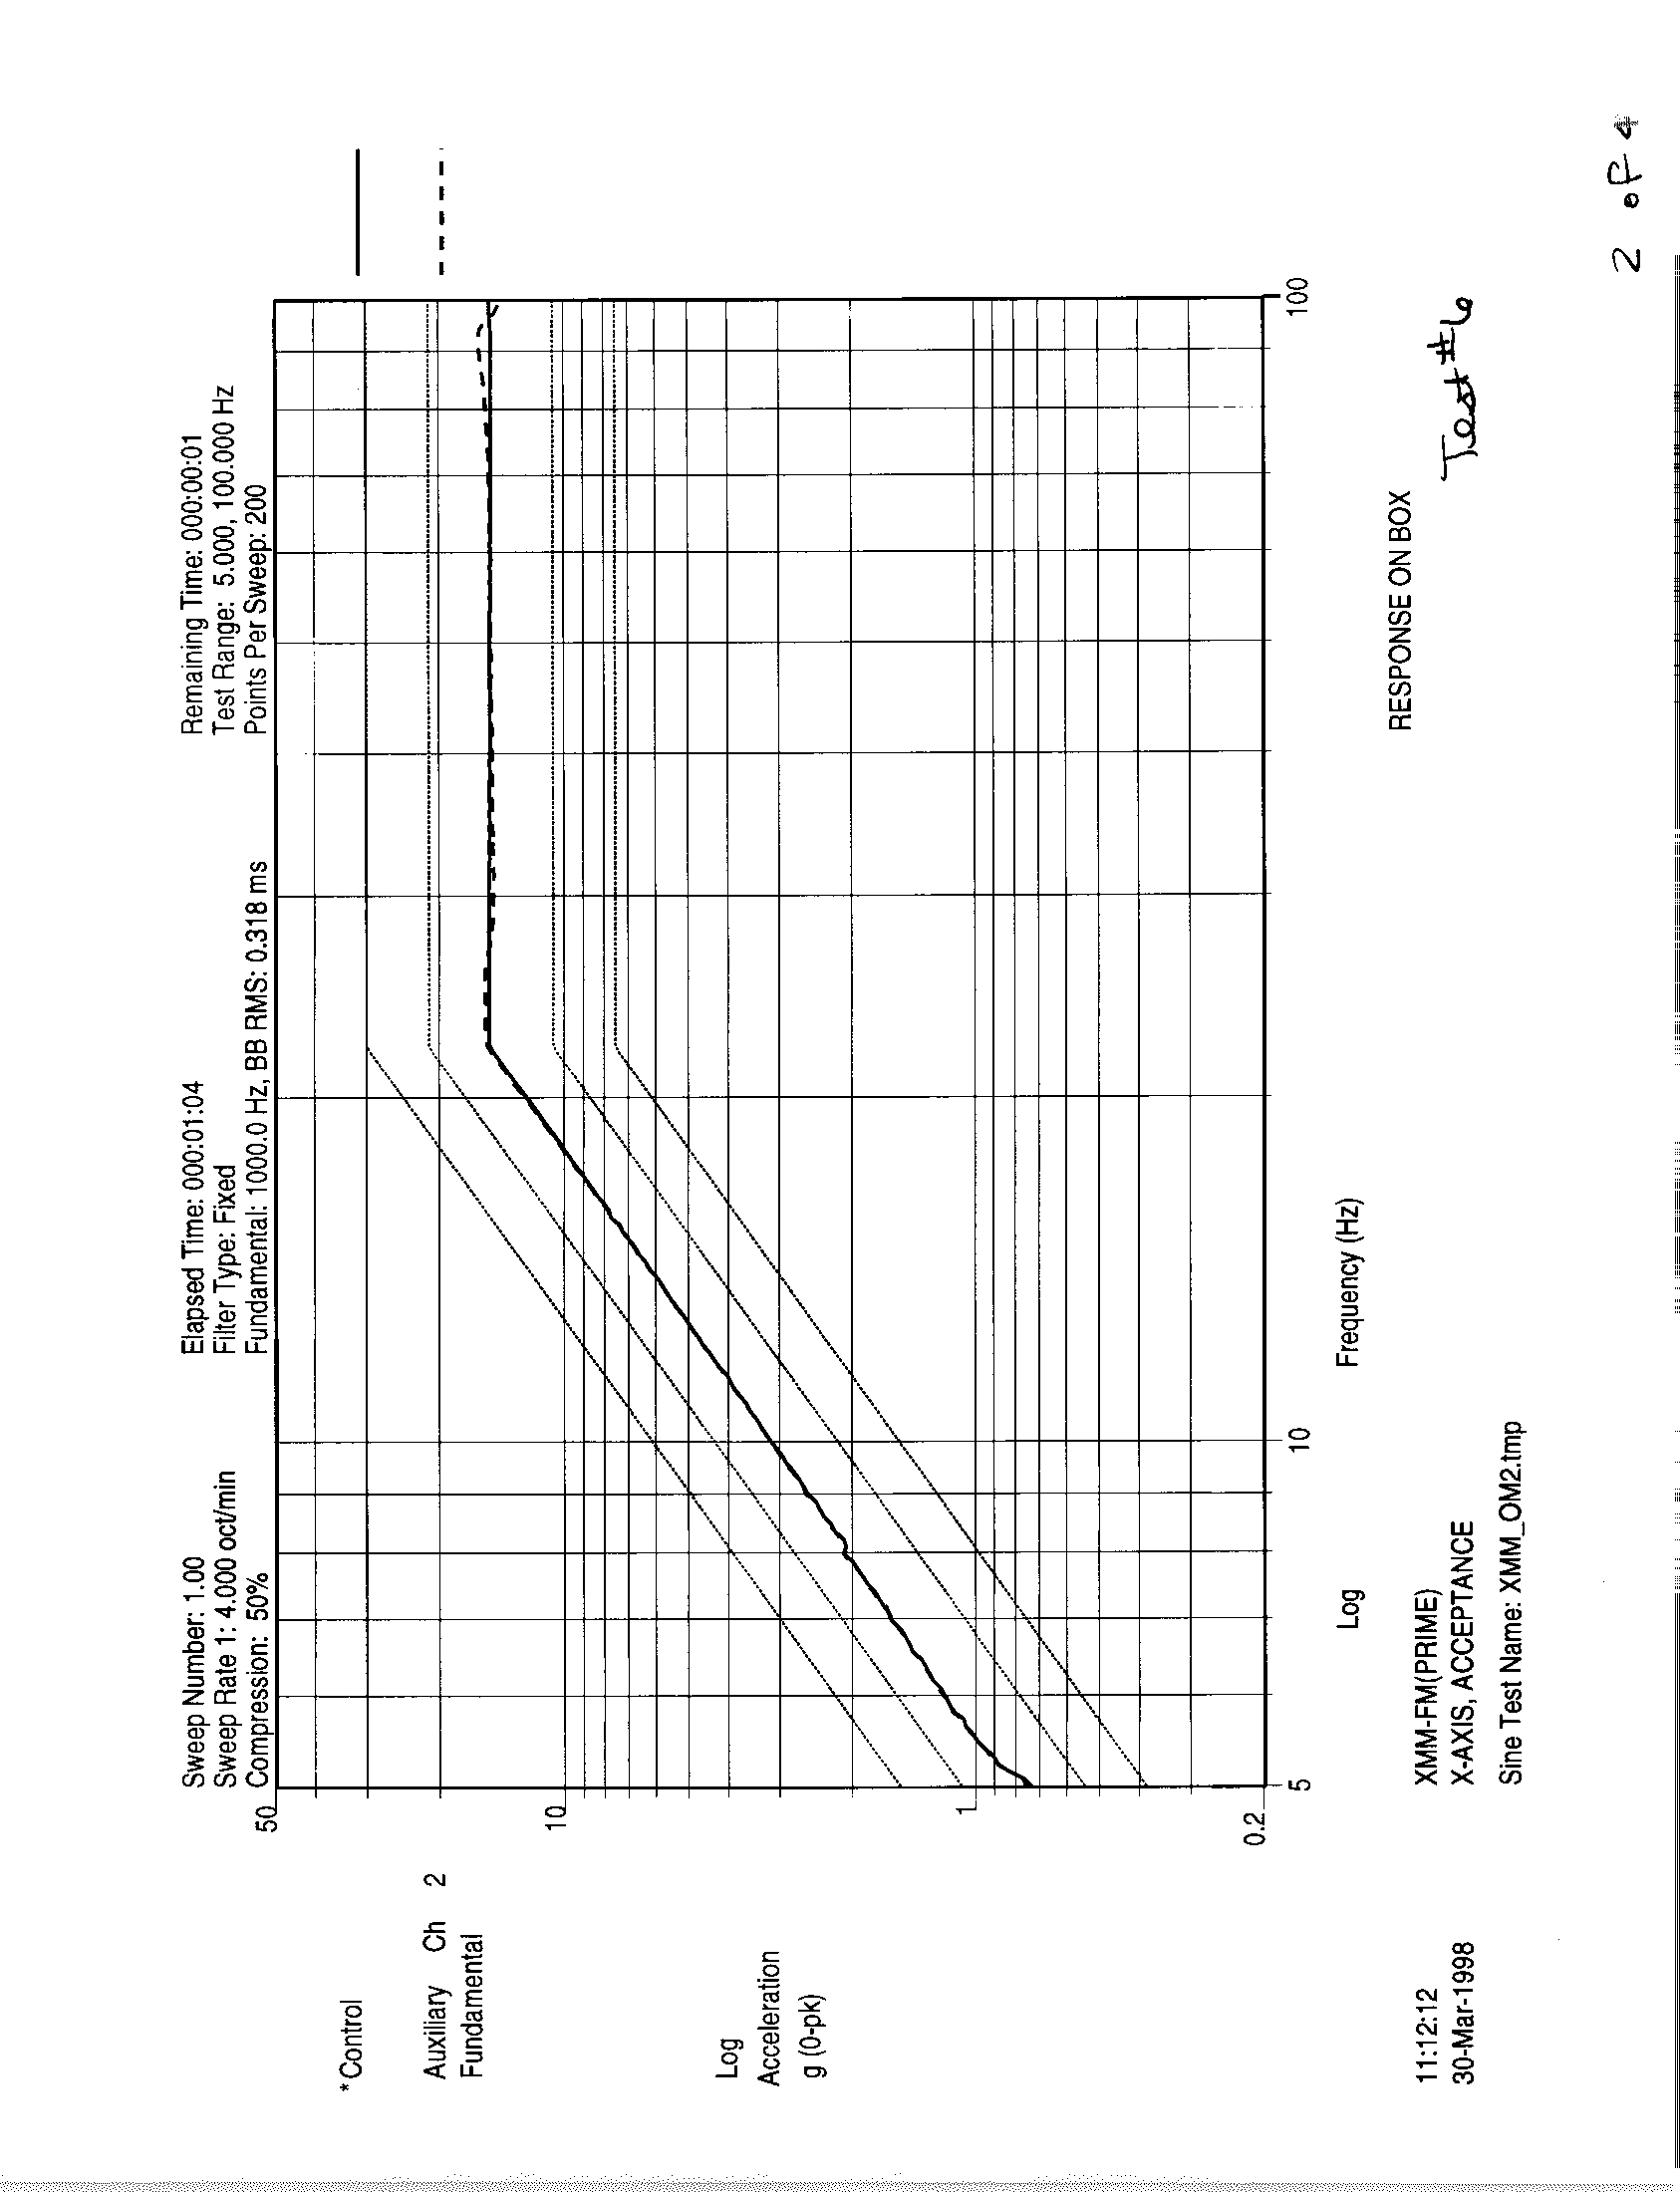 Sweep Number: 1.00 Elapsed Time: 000:01:04 Remaining Time: 000:00:01
Sweep Rate 1: 4.000 oct/min Filter Type: Fixed Test Range: 5.000, 100.000 Hz
Compression: 50% Fundamental: 1000.0 Hz, BB RMS: 0.318 ms Points Per Sweep: 200
50
*Control
Auxiliary Ch 2
Fundamental
10
Log
Acceleration
g (0-pk)
1
0.2
5 10 100
Log Frequency (Hz)
XMM-FM(PRIME) RESPONSE ON BOX
11:12:12
30-Mar-1998 X-AXIS, ACCEPTANCE
Test #6
Sine Test Name: XMM_OM2.tmp
2 of 4